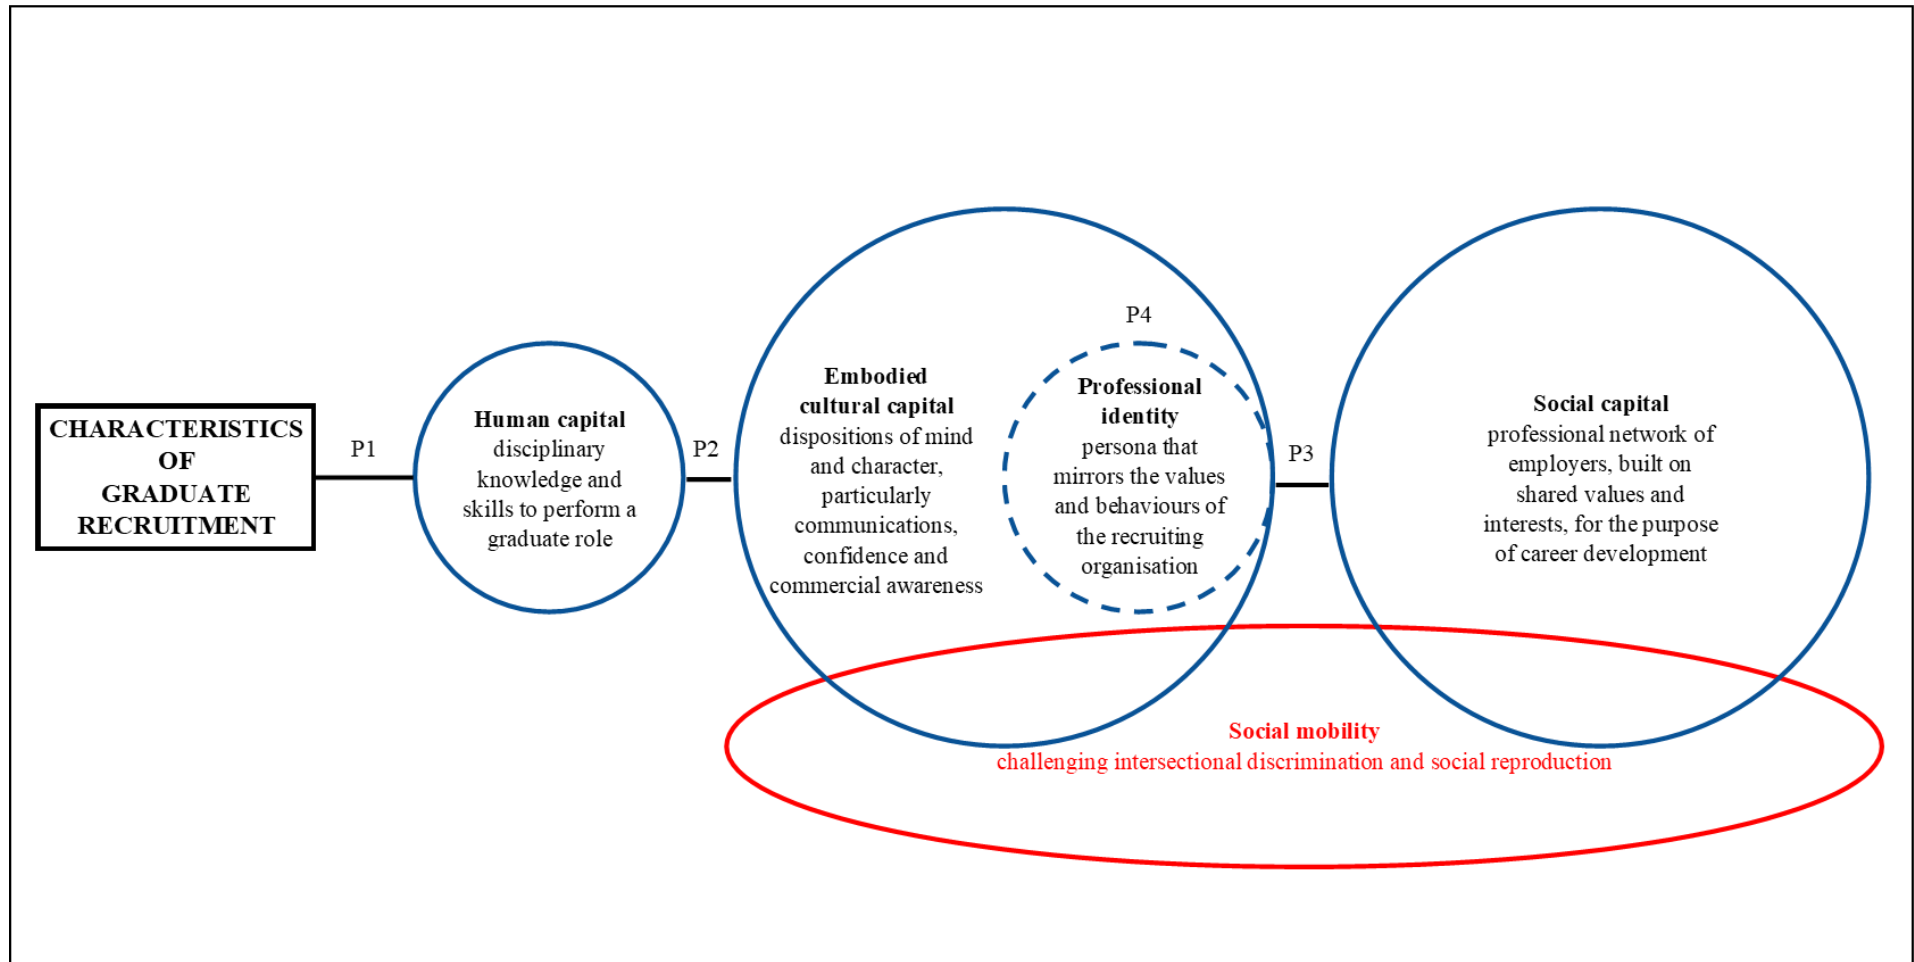 CHARACTERISTICS
OF
GRADUATE
RECRUITMENT
P1
Human capital
disciplinary
knowledge and
skills to perform a
graduate role
P2
Embodied
cultural capital
dispositions of mind
and character,
particularly
communications,
confidence and
commercial awareness
P4
Professional
identity
persona that
mirrors the values
and behaviours of
the recruiting
organisation
P3
Social capital
professional network of
employers, built on
shared values and
interests, for the purpose
of career development
Social mobility
challenging intersectional discrimination and social reproduction